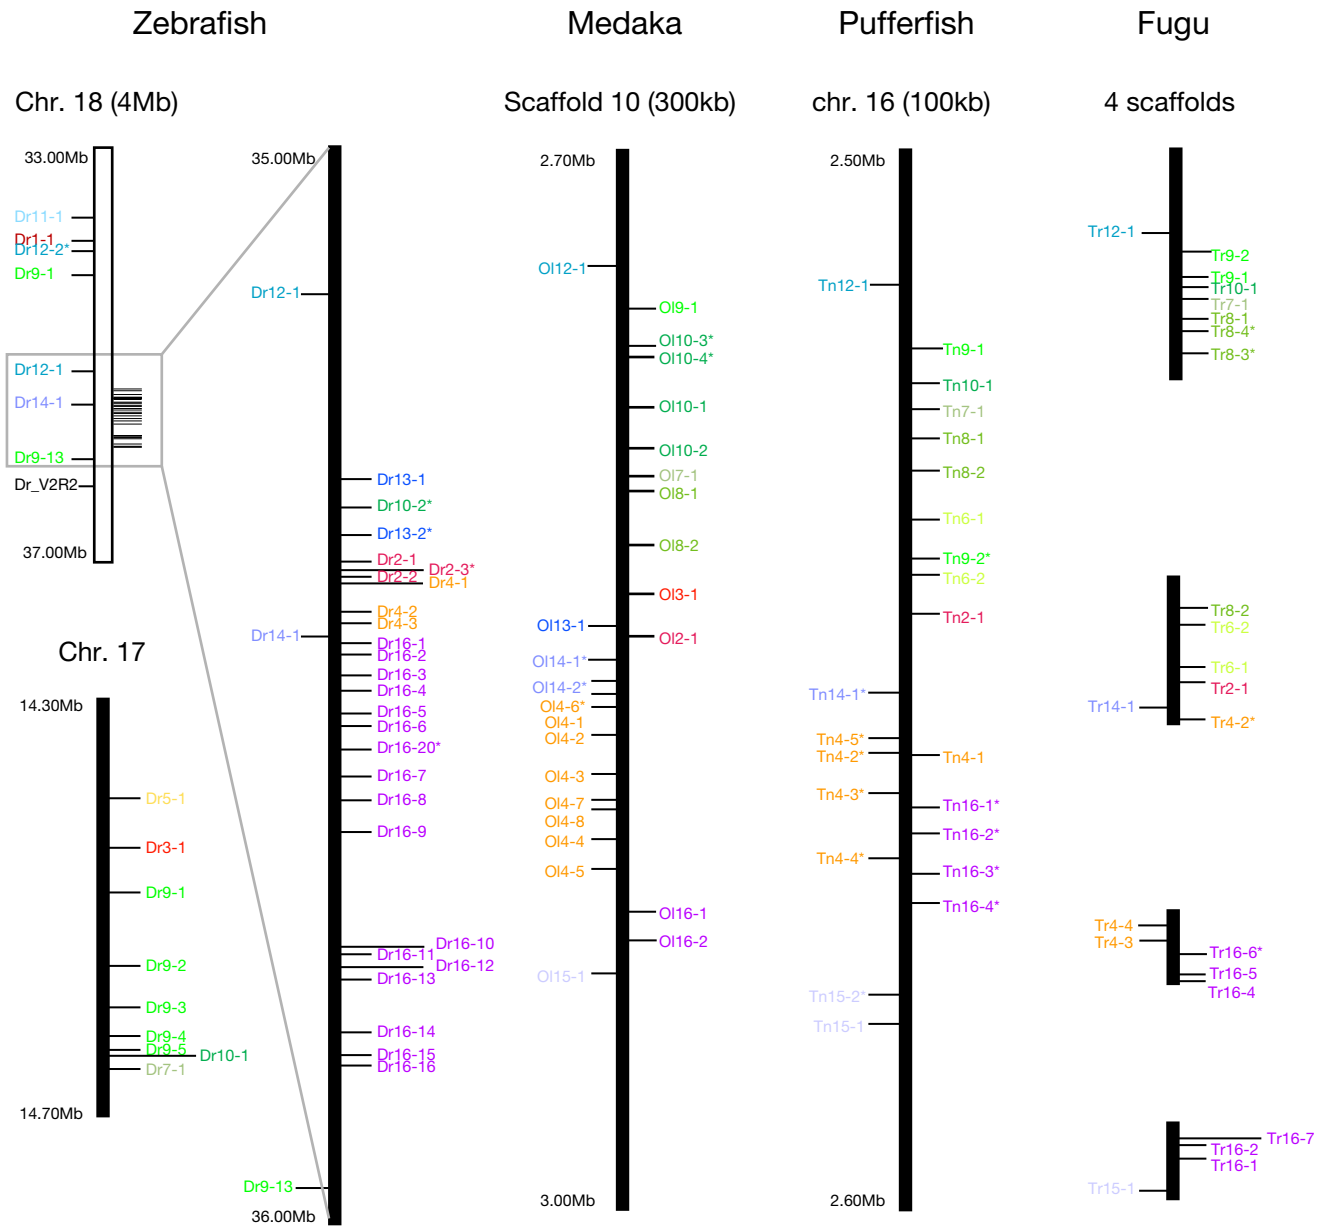 Zebrafish
Medaka
Pufferfish
Fugu
Chr. 18 (4Mb)
Scaffold 10 (300kb)
chr. 16 (100kb)
4 scaffolds
33.00Mb
Dr11-1
Dr1-1
Dr12-2*
Dr9-1
Dr12-1
Dr14-1
Dr9-13
Dr_V2R2
37.00Mb
Chr. 17
14.30Mb
Dr5-1
Dr3-1
Dr9-1
Dr9-2
Dr9-3
Dr9-4
Dr9-5
Dr10-1
Dr7-1
14.70Mb
35.00Mb
Dr12-1
Dr13-1
Dr10-2*
Dr13-2*
Dr2-1
Dr2-3*
Dr2-2
Dr4-1
Dr4-2
Dr4-3
Dr14-1
Dr16-1
Dr16-2
Dr16-3
Dr16-4
Dr16-5
Dr16-6
Dr16-20*
Dr16-7
Dr16-8
Dr16-9
Dr16-10
Dr16-11
Dr16-12
Dr16-13
Dr16-14
Dr16-15
Dr16-16
Dr9-13
36.00Mb
2.70Mb
Ol12-1
Ol9-1
Ol10-3*
Ol10-4*
Ol10-1
Ol10-2
Ol7-1
Ol8-1
Ol8-2
Ol3-1
Ol13-1
Ol2-1
Ol14-1*
Ol14-2*
Ol4-6*
Ol4-1
Ol4-2
Ol4-3
Ol4-7
Ol4-8
Ol4-4
Ol4-5
Ol16-1
Ol16-2
Ol15-1
3.00Mb
2.50Mb
Tn12-1
Tn9-1
Tn10-1
Tn7-1
Tn8-1
Tn8-2
Tn6-1
Tn9-2*
Tn6-2
Tn2-1
Tn14-1*
Tn4-5*
Tn4-2*
Tn4-1
Tn4-3*
Tn16-1*
Tn16-2*
Tn4-4*
Tn16-3*
Tn16-4*
Tn15-2*
Tn15-1
2.60Mb
Tr12-1
Tr9-2
Tr9-1
Tr10-1
Tr7-1
Tr8-1
Tr8-4*
Tr8-3*
Tr8-2
Tr6-2
Tr6-1
Tr2-1
Tr14-1
Tr4-2*
Tr4-4
Tr4-3
Tr16-6*
Tr16-5
Tr16-4
Tr16-7
Tr16-2
Tr16-1
Tr15-1